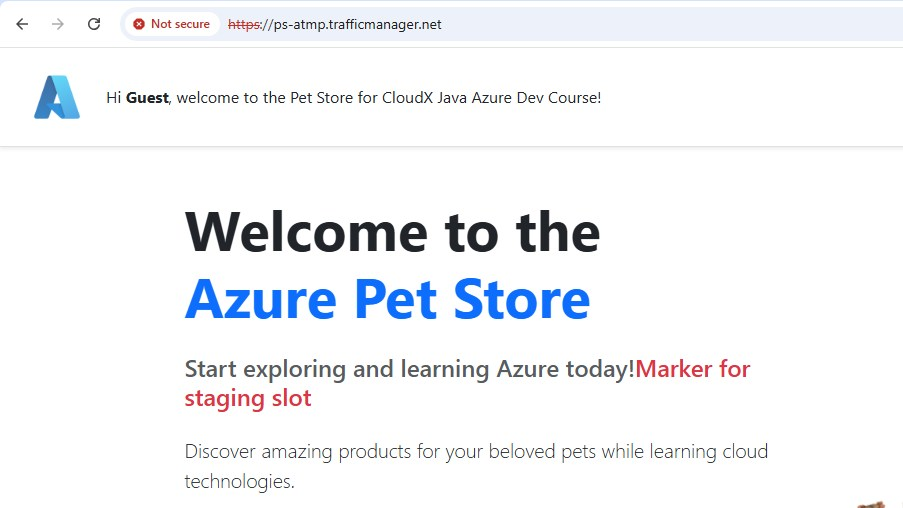 Not secure https://ps-atmp.trafficmanager.net
Hi Guest, welcome to the Pet Store for CloudX Java Azure Dev Course!
Welcome to the
Azure Pet Store
Start exploring and learning Azure today!Marker for
staging slot
Discover amazing products for your beloved pets while learning cloud
technologies.